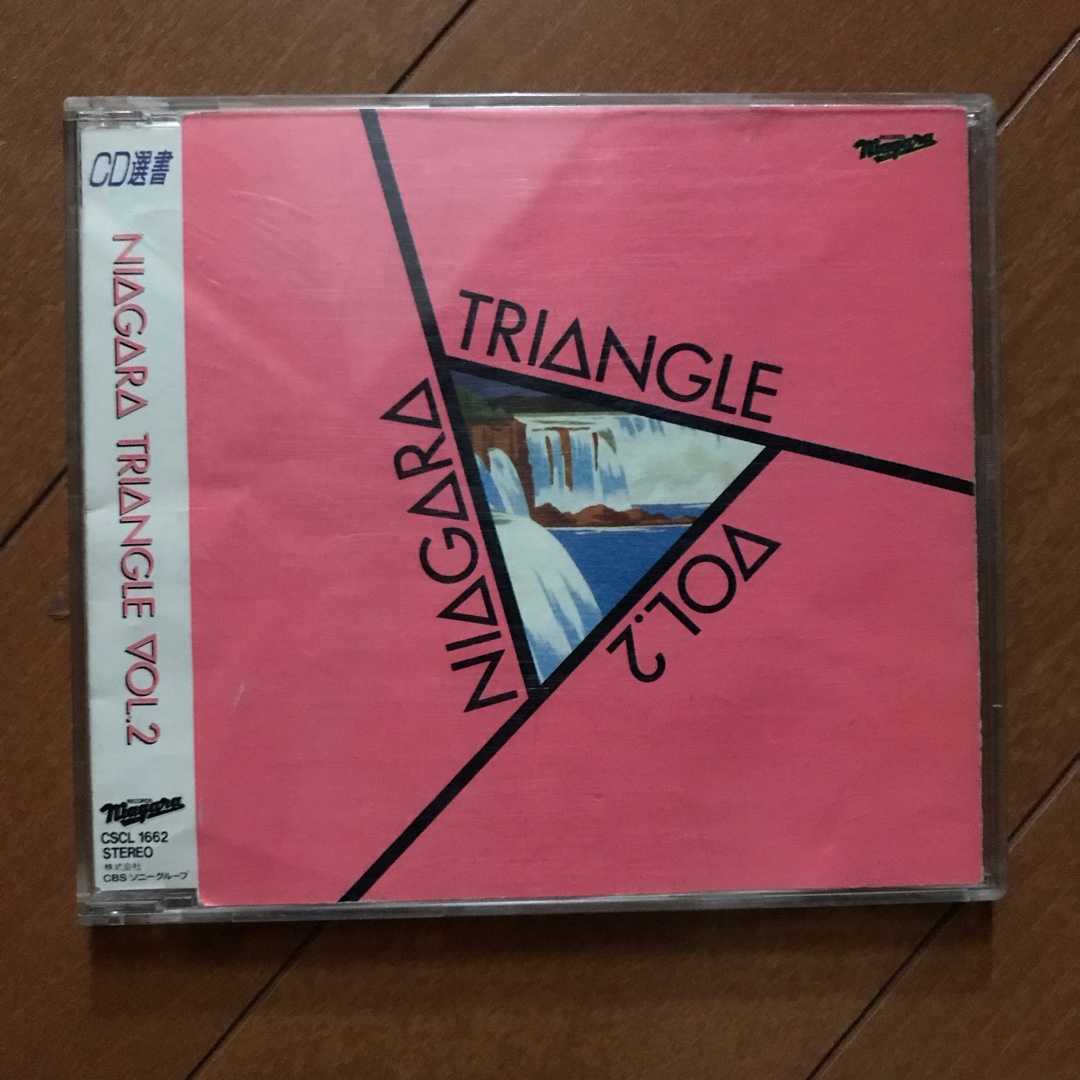 CD選書
NIAGARA TRIANGLE VOL.2
RECORDS
Niagara
CSCL 1662
STEREO
株式会社
CBSソニーグループ
Niagara
NIAGARA
TRIANGLE
VOL.2